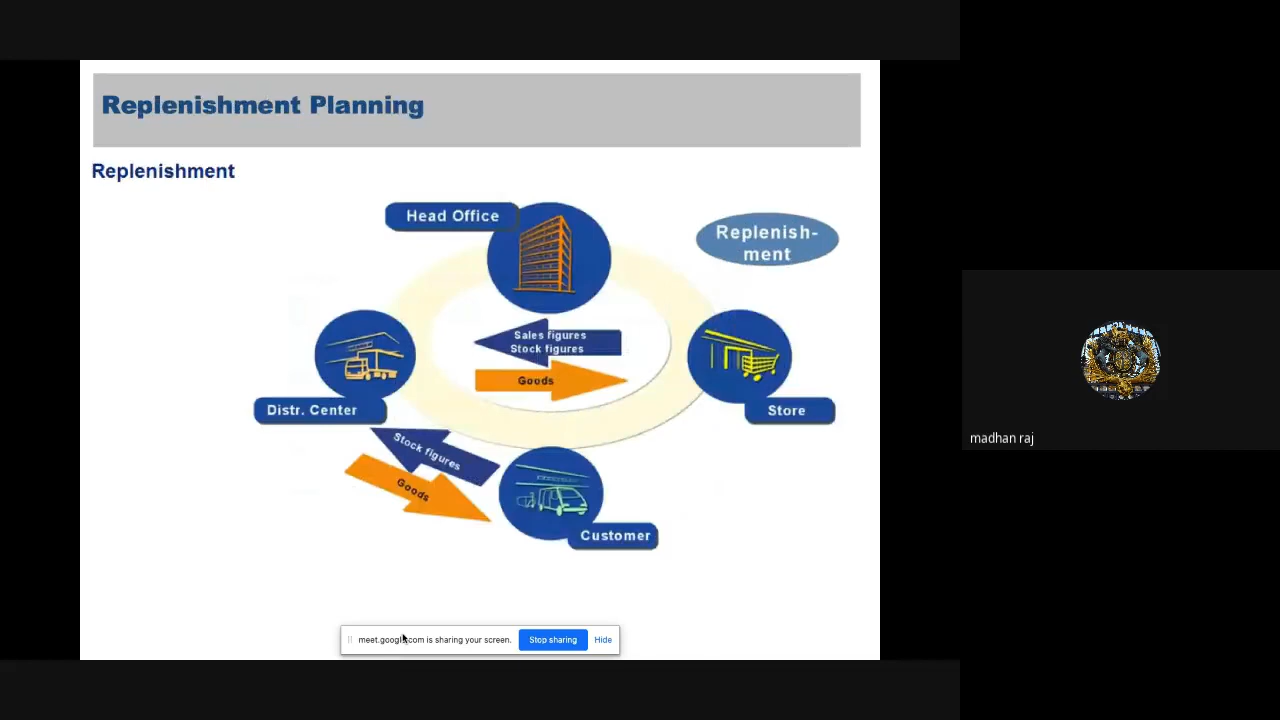 Replenishment Planning
Replenishment
Head Office
Replenish-
ment
Sales figures
Stock figures
Goods
Distr. Center
Store
Stock figures
Goods
Customer
madhan raj
meet.google.com is sharing your screen.
Stop sharing
Hide